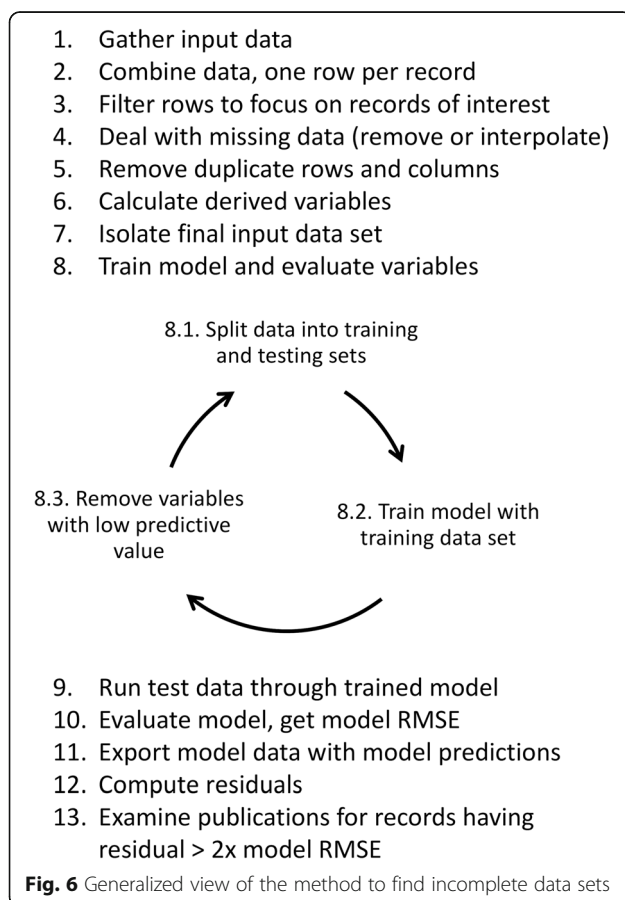 1. Gather input data
2. Combine data, one row per record
3. Filter rows to focus on records of interest
4. Deal with missing data (remove or interpolate)
5. Remove duplicate rows and columns
6. Calculate derived variables
7. Isolate final input data set
8. Train model and evaluate variables
8.1. Split data into training
and testing sets
8.2. Train model with
training data set
8.3. Remove variables
with low predictive
value
9. Run test data through trained model
10. Evaluate model, get model RMSE
11. Export model data with model predictions
12. Compute residuals
13. Examine publications for records having
residual > 2x model RMSE
Fig. 6 Generalized view of the method to find incomplete data sets